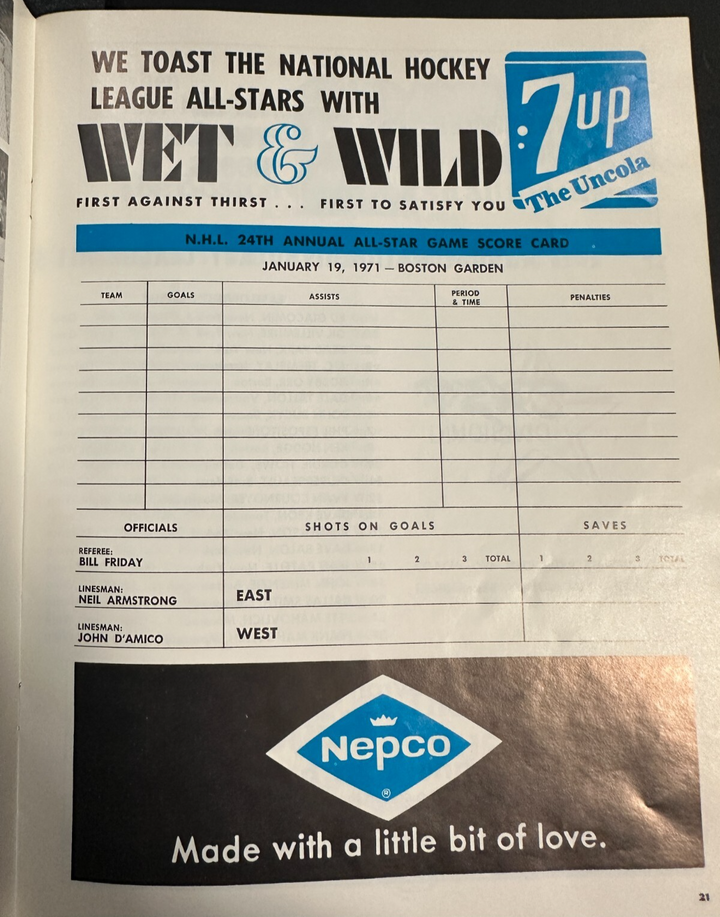 WE TOAST THE NATIONAL HOCKEY
LEAGUE ALL-STARS WITH
WET & WILD
FIRST AGAINST THIRST . . . FIRST TO SATISFY YOU
7up
The Uncola
N.H.L. 24TH ANNUAL ALL-STAR GAME SCORE CARD
JANUARY 19, 1971 — BOSTON GARDEN
TEAM GOALS ASSISTS PERIOD & TIME PENALTIES
OFFICIALS SHOTS ON GOALS SAVES
REFEREE:
BILL FRIDAY 1 2 3 TOTAL 1 2 3 TOTAL
LINESMAN:
NEIL ARMSTRONG EAST
LINESMAN:
JOHN D'AMICO WEST
Nepco
®
Made with a little bit of love.
21